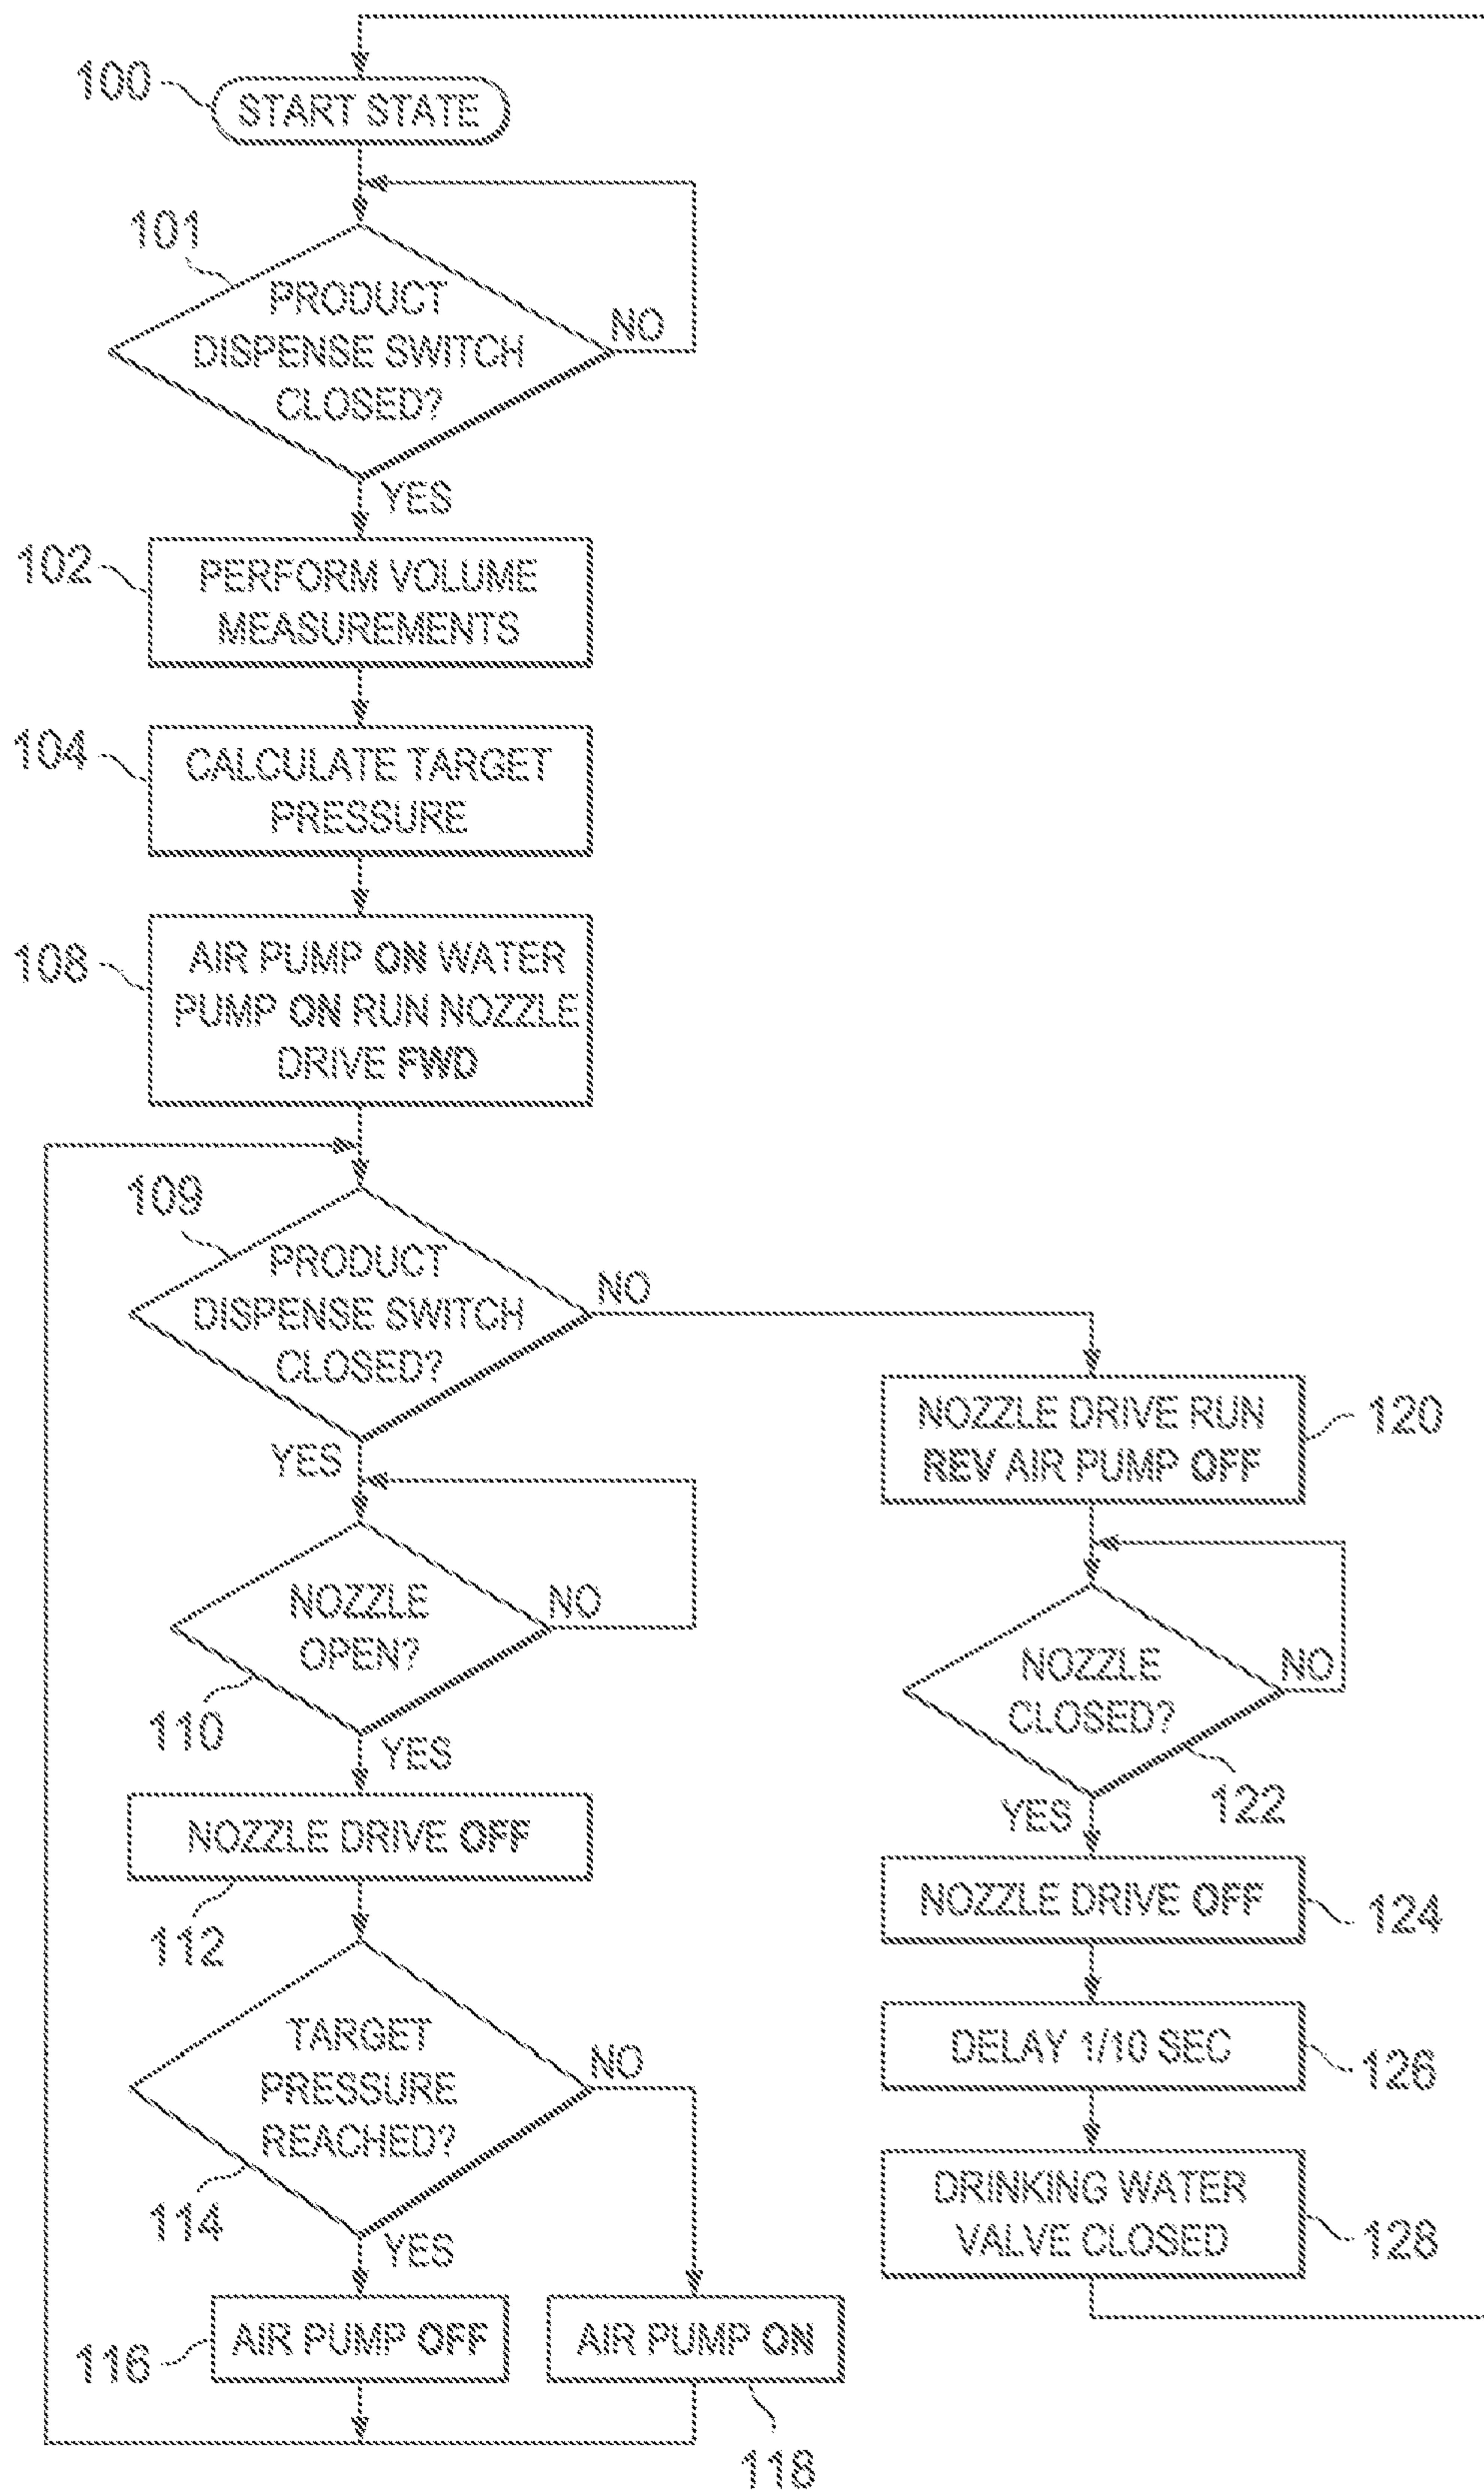 100
START STATE
101
PRODUCT
DISPENSE SWITCH
CLOSED?
NO
YES
102
PERFORM VOLUME
MEASUREMENTS
104
CALCULATE TARGET
PRESSURE
108
AIR PUMP ON WATER
PUMP ON RUN NOZZLE
DRIVE FWD
109
PRODUCT
DISPENSE SWITCH
CLOSED?
NO
YES
NOZZLE
OPEN?
NO
110
YES
NOZZLE DRIVE OFF
112
TARGET
PRESSURE
REACHED?
NO
114
YES
116
AIR PUMP OFF
AIR PUMP ON
118
NOZZLE DRIVE RUN
REV AIR PUMP OFF
120
NOZZLE
CLOSED?
NO
122
YES
NOZZLE DRIVE OFF
124
DELAY 1/10 SEC
126
DRINKING WATER
VALVE CLOSED
128